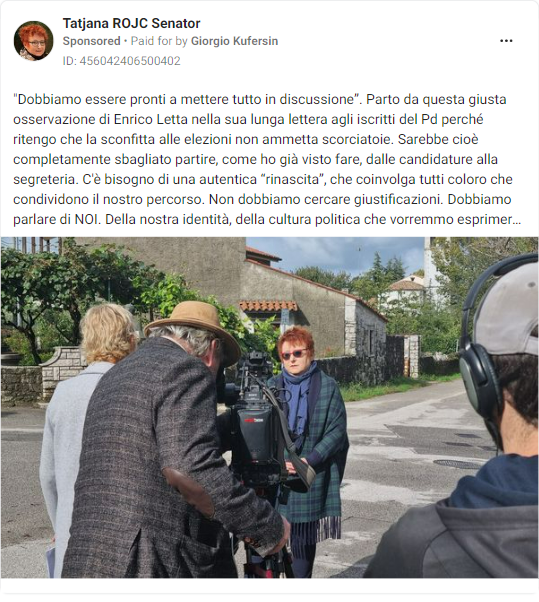 Tatjana ROJC Senator
Sponsored • Paid for by Giorgio Kufersin
ID: 456042406500402
"Dobbiamo essere pronti a mettere tutto in discussione”. Parto da questa giusta
osservazione di Enrico Letta nella sua lunga lettera agli iscritti del Pd perché
ritengo che la sconfitta alle elezioni non ammetta scorciatoie. Sarebbe cioè
completamente sbagliato partire, come ho già visto fare, dalle candidature alla
segreteria. C'è bisogno di una autentica “rinascita”, che coinvolga tutti coloro che
condividono il nostro percorso. Non dobbiamo cercare giustificazioni. Dobbiamo
parlare di NOI. Della nostra identità, della cultura politica che vorremmo esprimer...